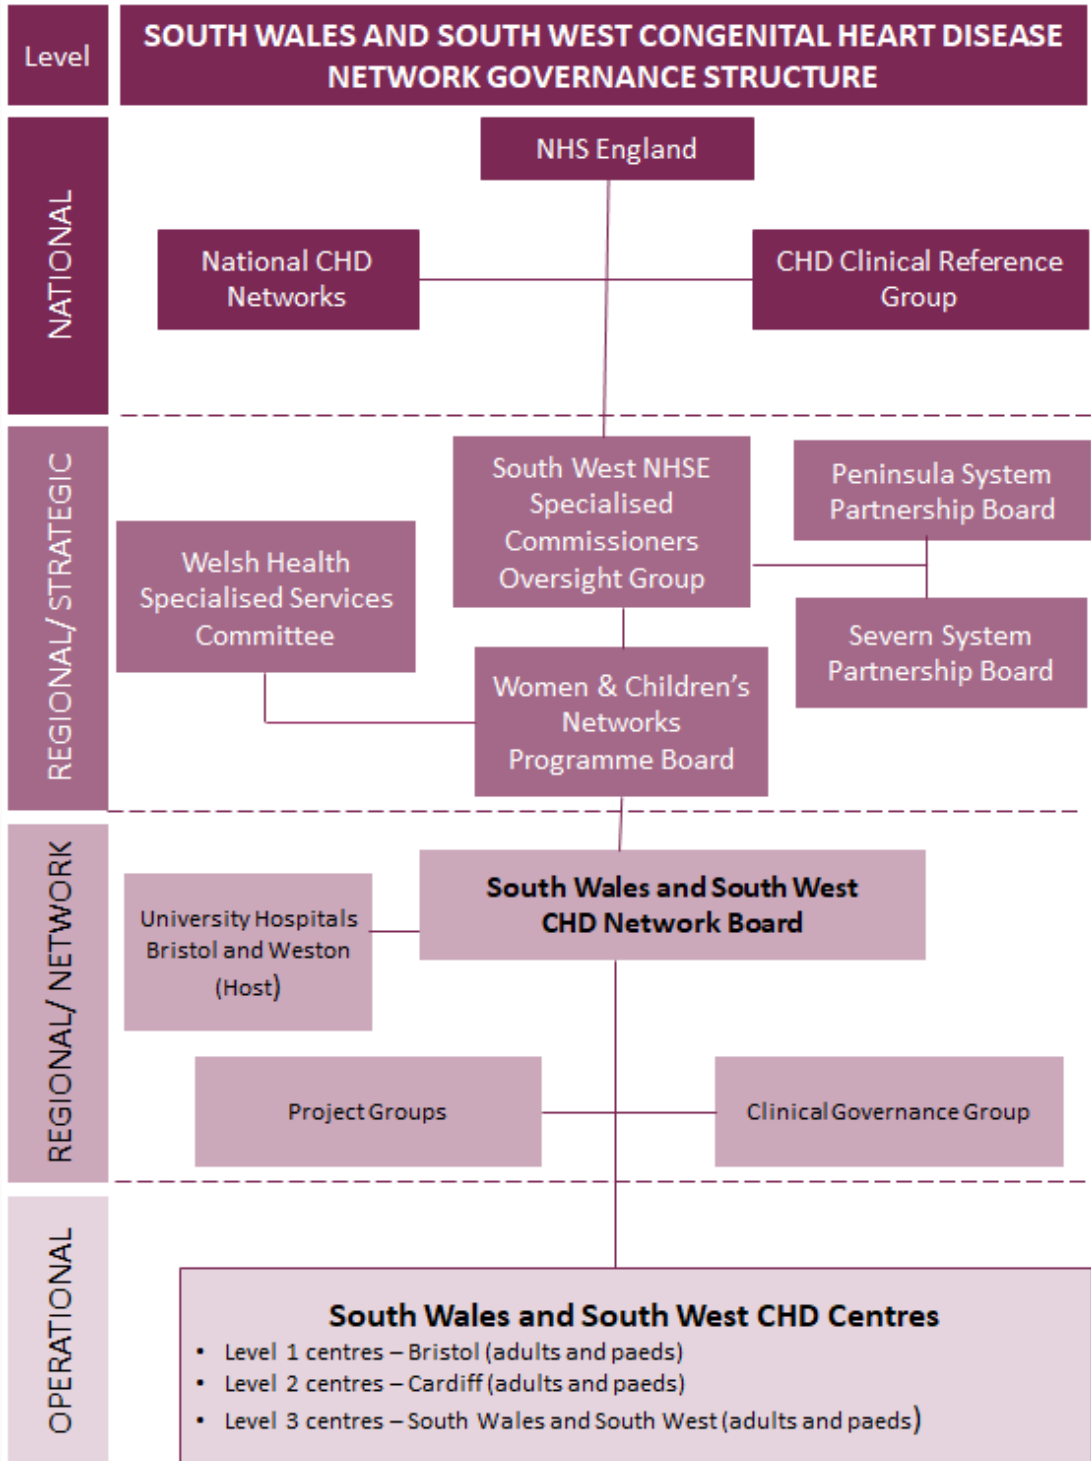 Level
SOUTH WALES AND SOUTH WEST CONGENITAL HEART DISEASE
NETWORK GOVERNANCE STRUCTURE
NATIONAL
NHS England
National CHD
Networks
CHD Clinical Reference
Group
REGIONAL/ STRATEGIC
South West NHSE
Specialised
Commissioners
Oversight Group
Peninsula System
Partnership Board
Welsh Health
Specialised Services
Committee
Severn System
Partnership Board
Women & Children’s
Networks
Programme Board
REGIONAL/ NETWORK
South Wales and South West
CHD Network Board
University Hospitals
Bristol and Weston
(Host)
Project Groups
Clinical Governance Group
OPERATIONAL
South Wales and South West CHD Centres
• Level 1 centres – Bristol (adults and paeds)
• Level 2 centres – Cardiff (adults and paeds)
• Level 3 centres – South Wales and South West (adults and paeds)